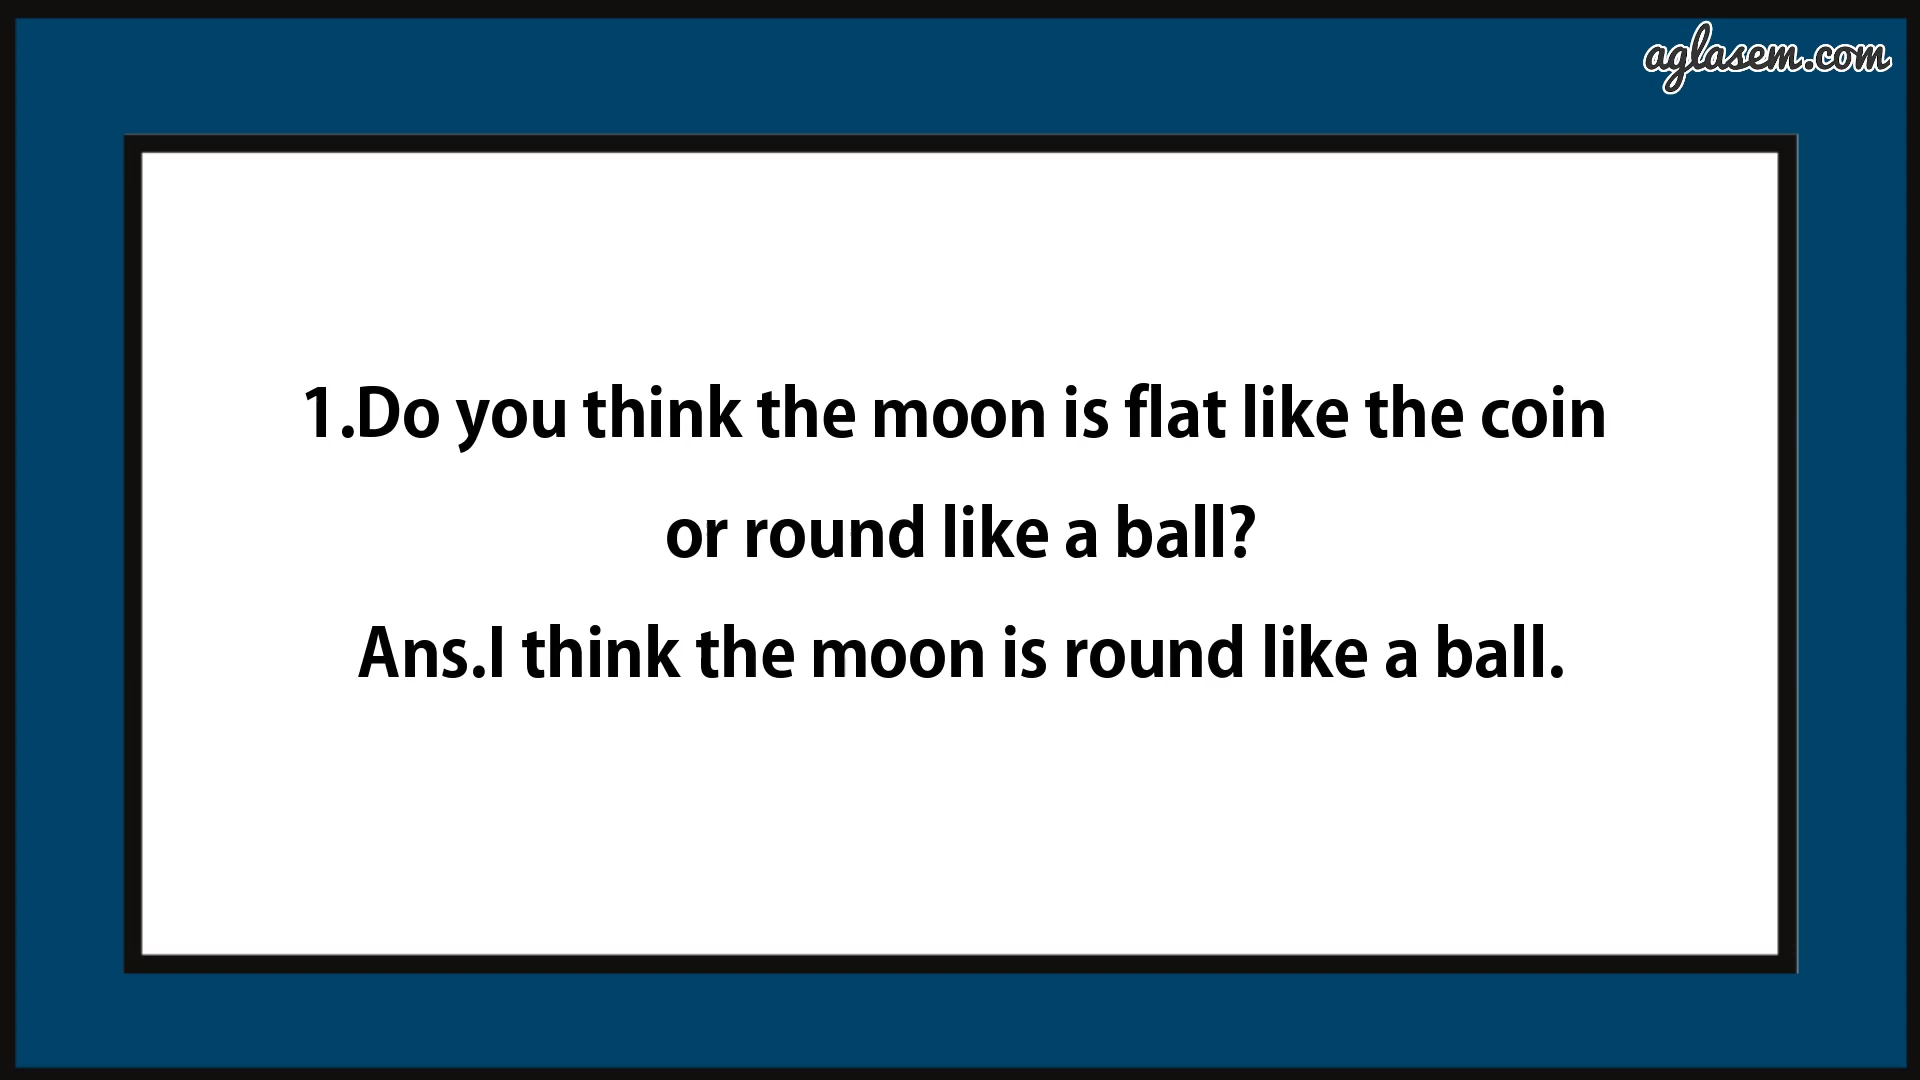 aglasem.com
1.Do you think the moon is flat like the coin
or round like a ball?
Ans.I think the moon is round like a ball.